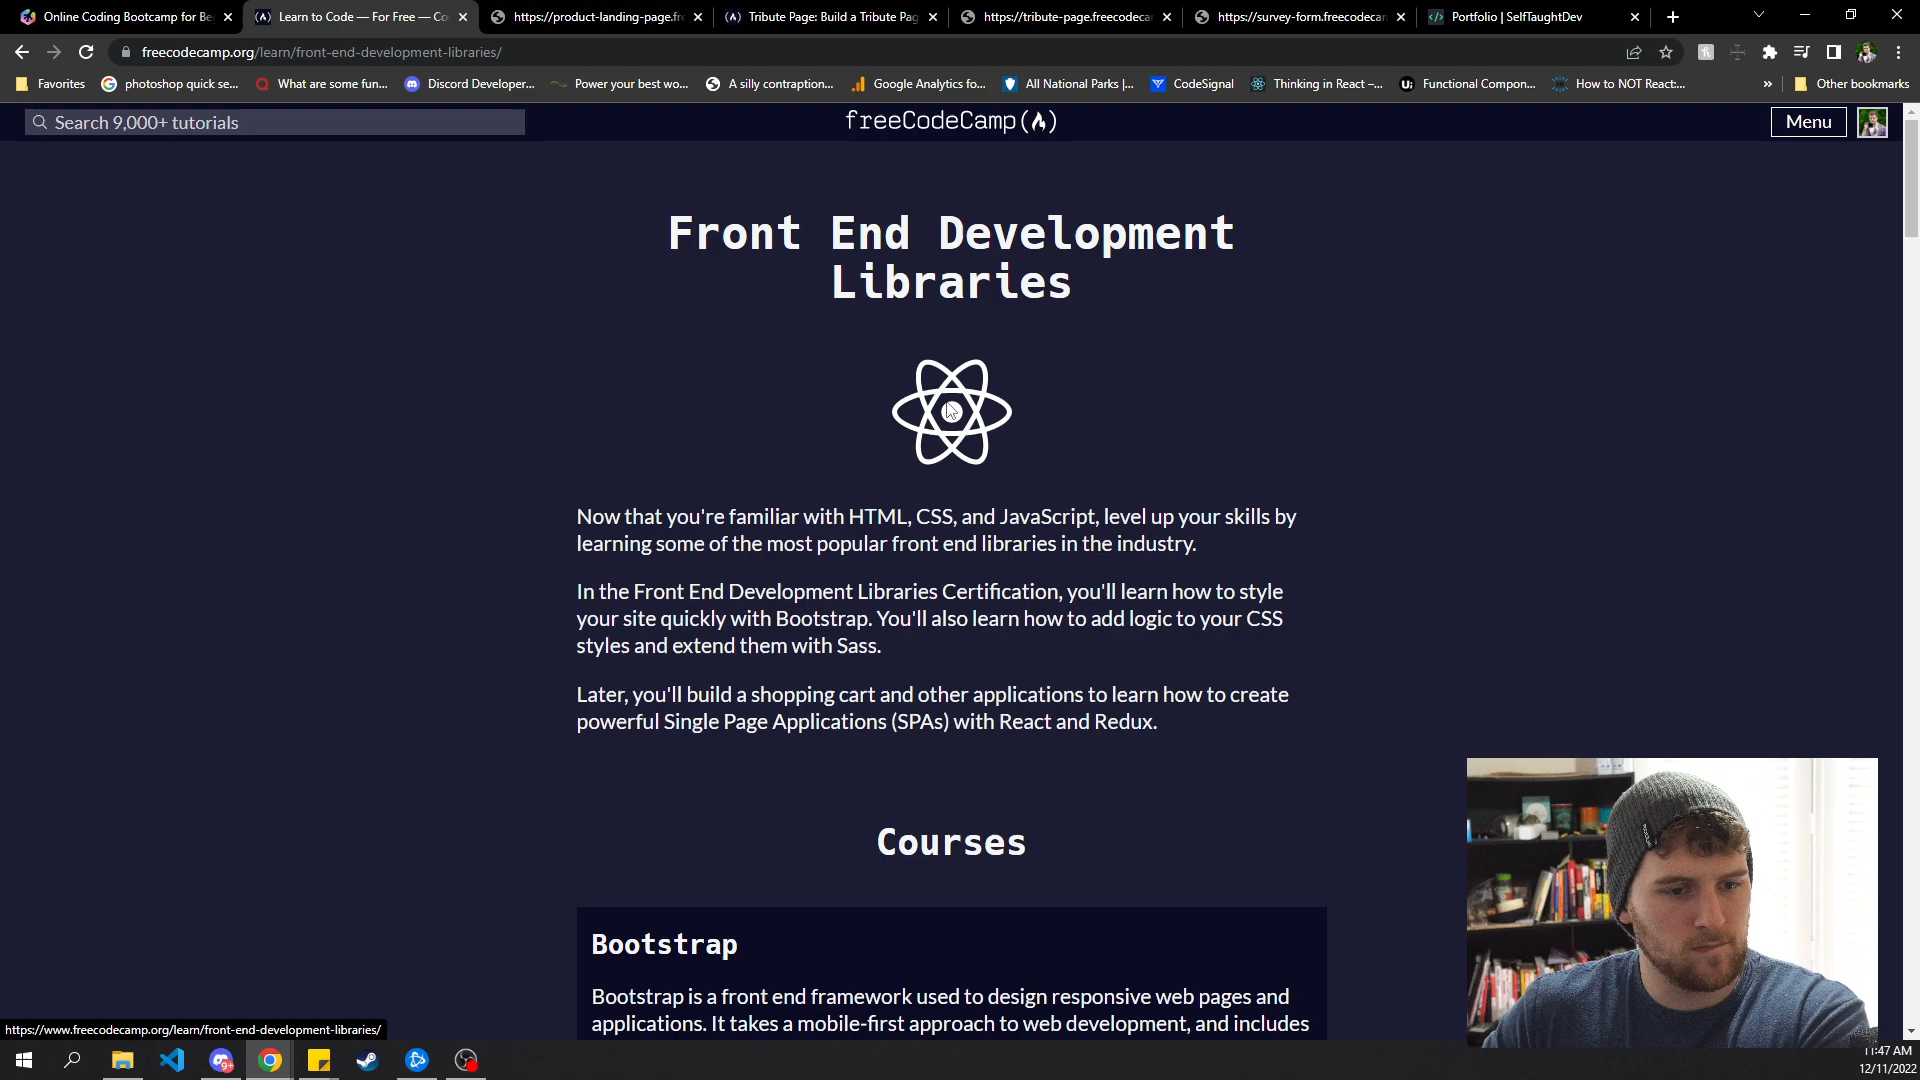 Online Coding Bootcamp for Be
Learn to Code — For Free — Co
https://product-landing-page.fre
Tribute Page: Build a Tribute Pag
https://tribute-page.freecodecam
https://survey-form.freecodecam
Portfolio | SelfTaughtDev
freecodecamp.org/learn/front-end-development-libraries/
Favorites
photoshop quick se...
What are some fun...
Discord Developer...
Power your best wo...
A silly contraption...
Google Analytics fo...
All National Parks |...
CodeSignal
Thinking in React –...
Functional Compon...
How to NOT React:...
»
Other bookmarks
Search 9,000+ tutorials
freeCodeCamp
Menu
Front End Development
Libraries
Now that you're familiar with HTML, CSS, and JavaScript, level up your skills by
learning some of the most popular front end libraries in the industry.
In the Front End Development Libraries Certification, you'll learn how to style
your site quickly with Bootstrap. You'll also learn how to add logic to your CSS
styles and extend them with Sass.
Later, you'll build a shopping cart and other applications to learn how to create
powerful Single Page Applications (SPAs) with React and Redux.
Courses
Bootstrap
Bootstrap is a front end framework used to design responsive web pages and
applications. It takes a mobile-first approach to web development, and includes
https://www.freecodecamp.org/learn/front-end-development-libraries/
9+
11:47 AM
12/11/2022